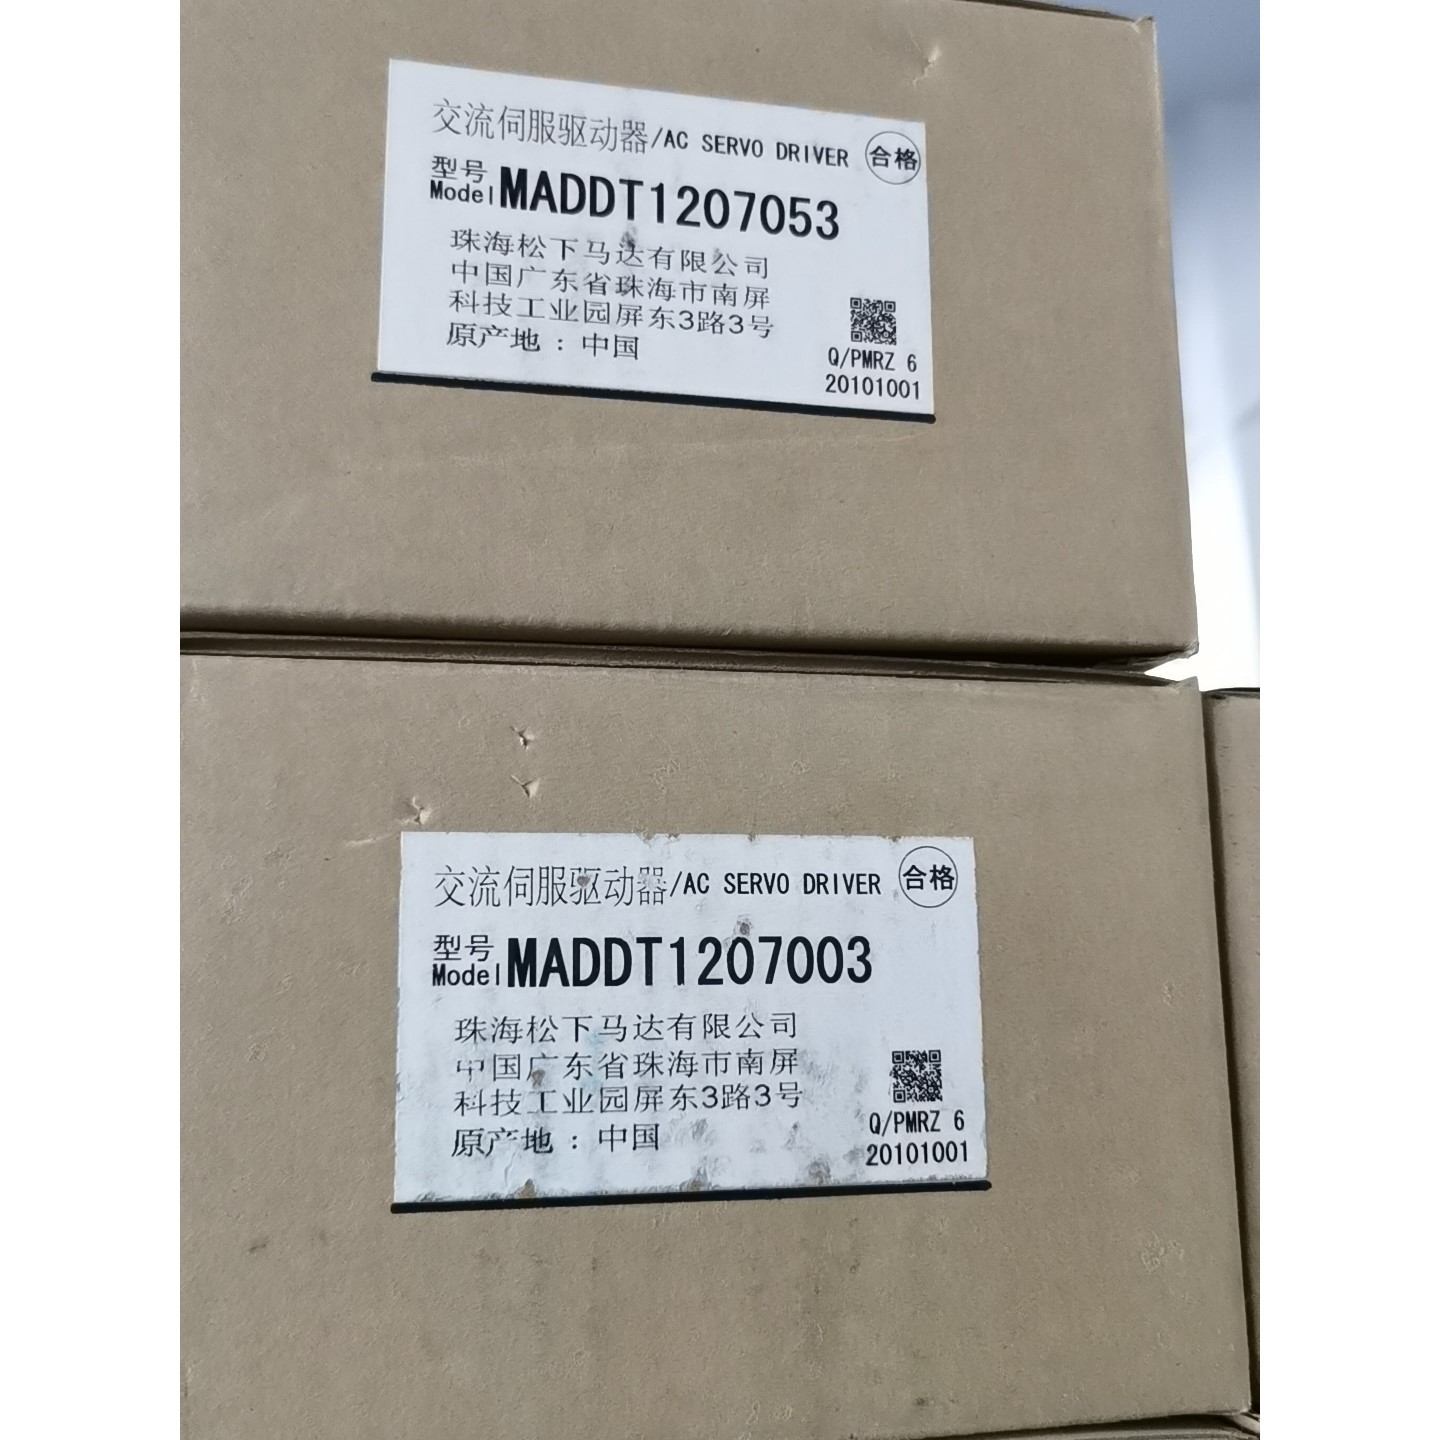 交流伺服驱动器/AC SERVO DRIVER 合格
型号
Model MADDT1207053
珠海松下马达有限公司
中国广东省珠海市南屏
科技工业园屏东3路3号
原产地：中国
Q/PMRZ 6
20101001
交流伺服驱动器/AC SERVO DRIVER 合格
型号
Model MADDT1207003
珠海松下马达有限公司
中国广东省珠海市南屏
科技工业园屏东3路3号
原产地：中国
Q/PMRZ 6
20101001